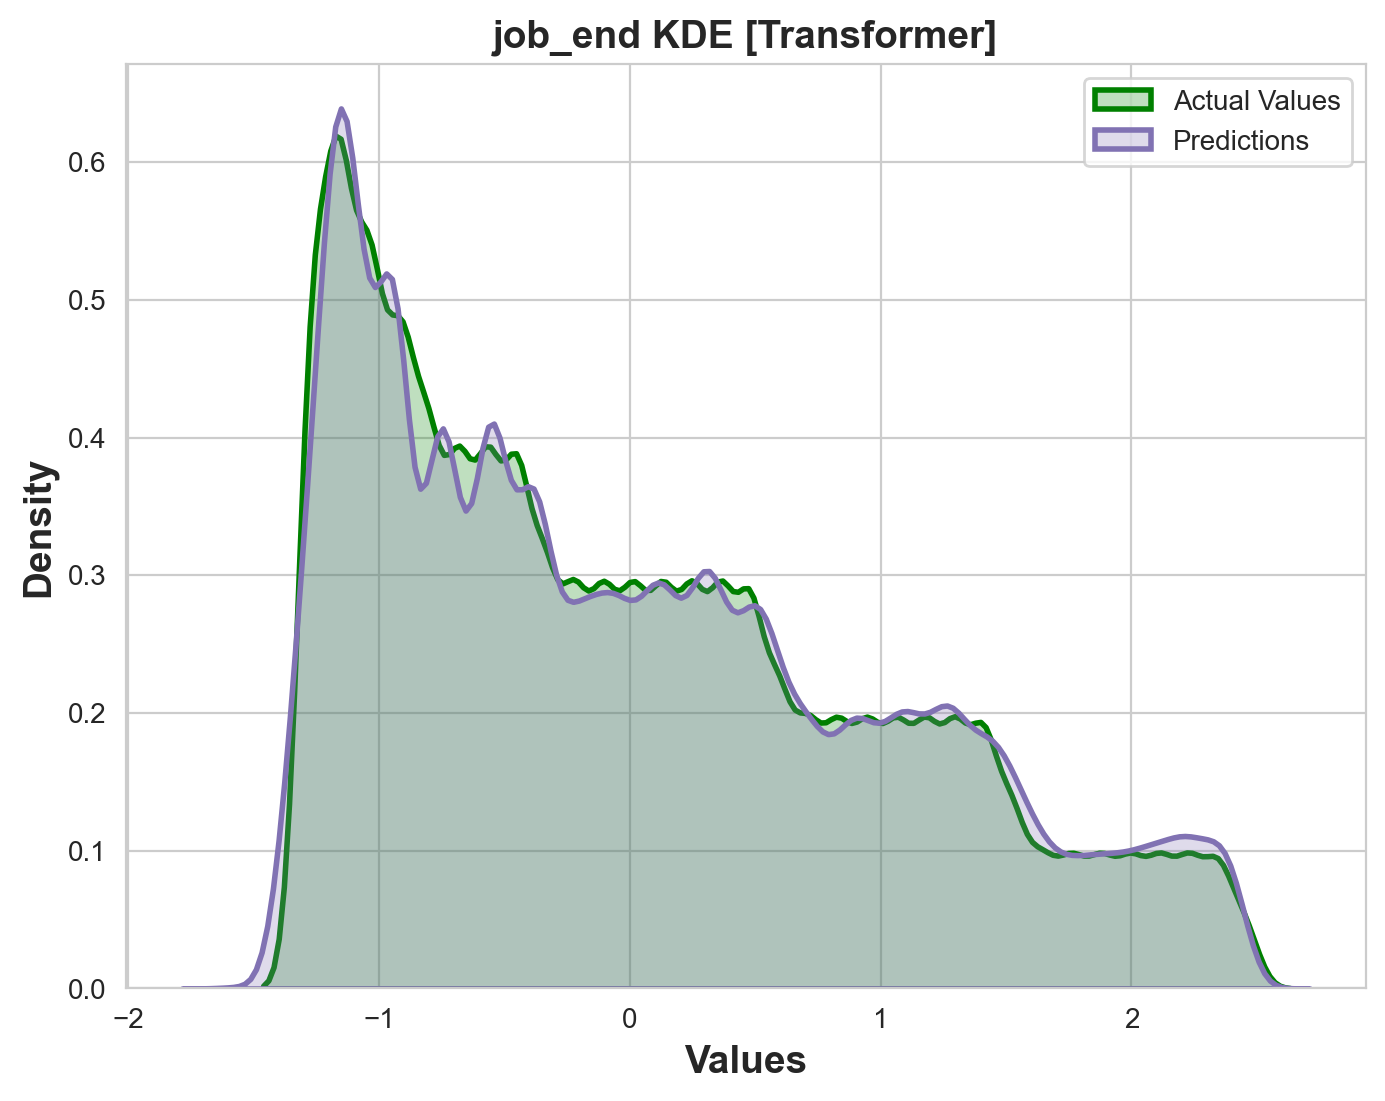 job_end KDE [Transformer]
Actual Values
Predictions
Density
0.6
0.5
0.4
0.3
0.2
0.1
0.0
−2
−1
0
1
2
Values